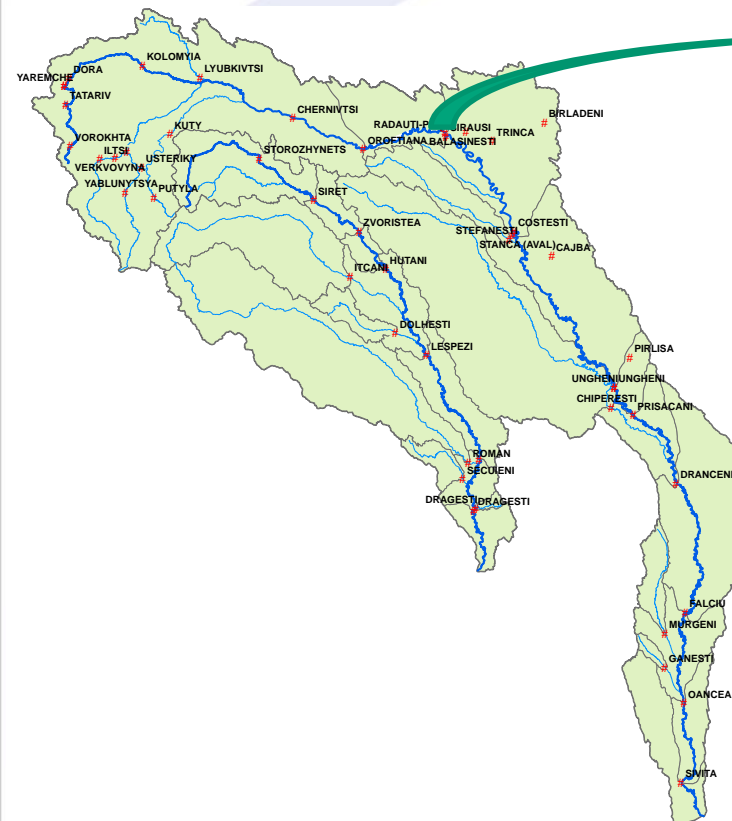 KOLOMYIA
DORA
LYUBKIVTSI
YAREMCHE
TATARIV
CHERNIVTSI
RADAUTI-P
SIRAUSI
BIRLADENI
TRINCA
KUTY
VOROKHTA
OROFTIANA
BALASINESTI
ILTSI
STOROZHYNETS
VERKVOVYNA
USTERIKY
YABLUNYTSYA
PUTYLA
SIRET
ZVORISTEA
COSTESTI
STEFANESTI
STANCA (AVAL)
CAJBA
HUTANI
ITCANI
DOLHESTI
LESPEZI
PIRLISA
UNGHENI
UNGHENI
CHIPERESTI
PRISACANI
ROMAN
SECUIENI
DRANCENI
DRAGESTI
DRAGESTI
FALCIU
MURGENI
GANESTI
OANCEA
SIVITA